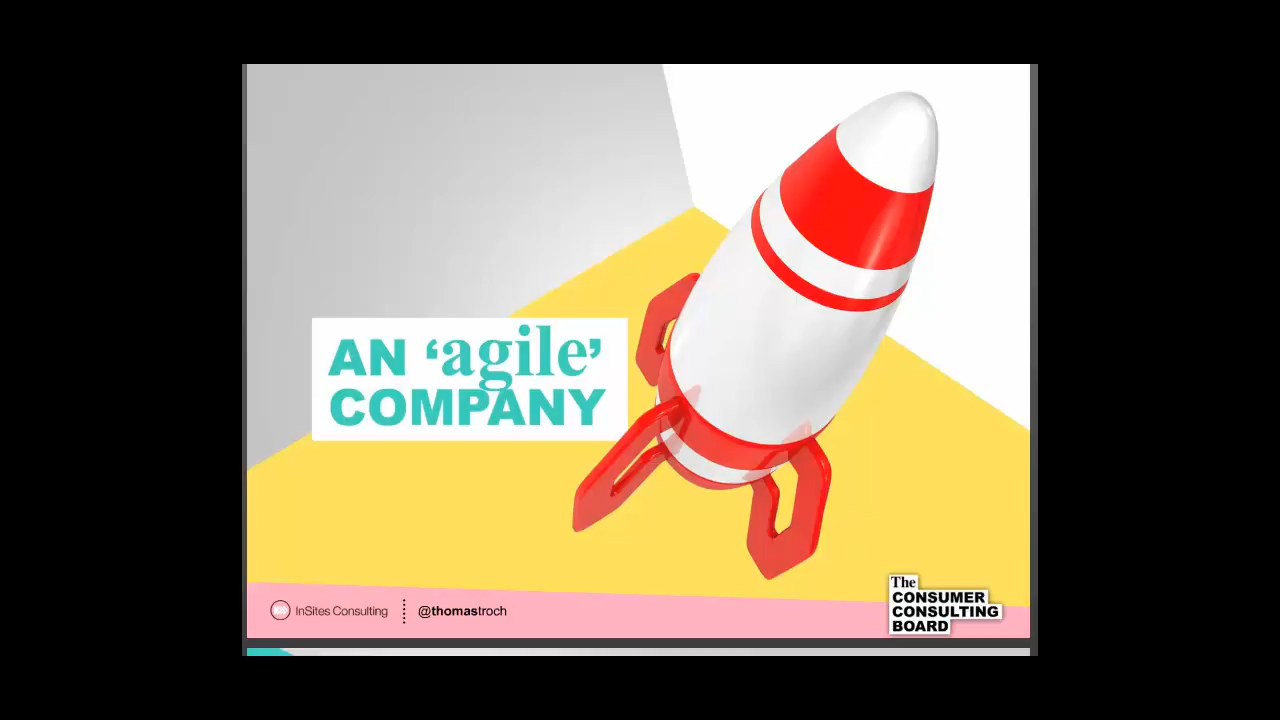 AN ‘agile’
COMPANY
InSites Consulting
@thomastroch
The
CONSUMER
CONSULTING
BOARD